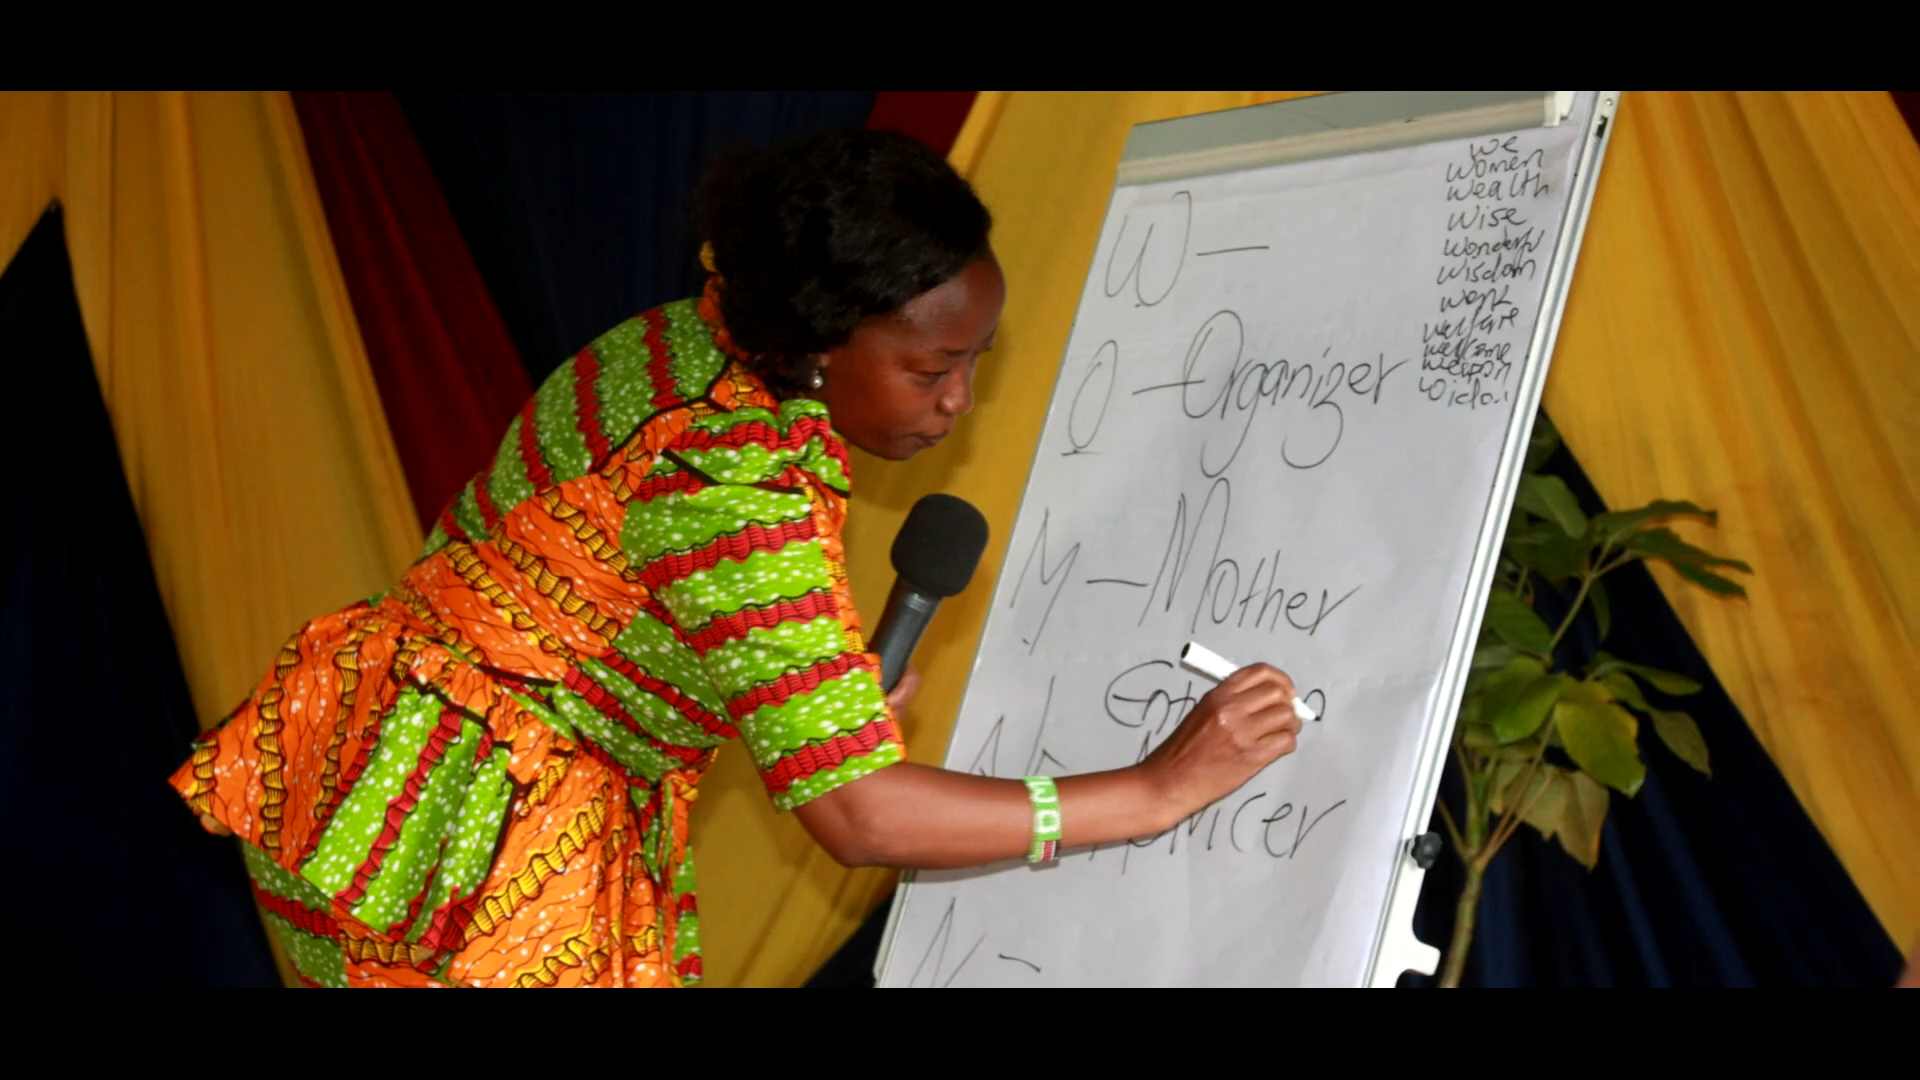 we
women
wealth
wise
wonderful
wisdom
work
welfare
welcome
weapon
W —
O — Organizer
M — Mother
N —